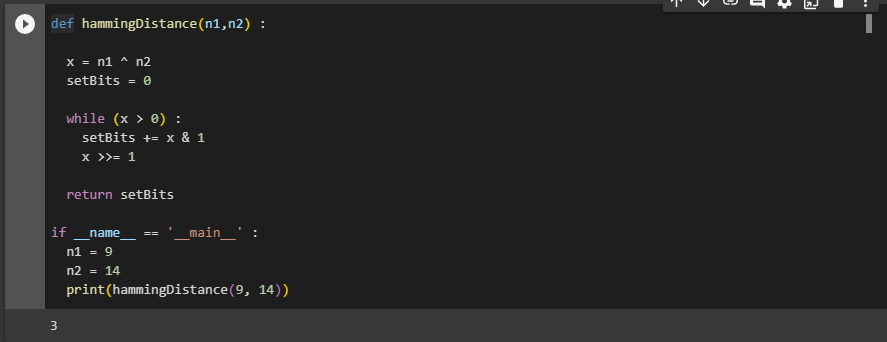 def hammingDistance(n1,n2) :
x = n1 ^ n2
setBits = 0
while (x > 0) :
setBits += x & 1
x >>= 1
return setBits
if __name__ == '__main__' :
n1 = 9
n2 = 14
print(hammingDistance(9, 14))
3